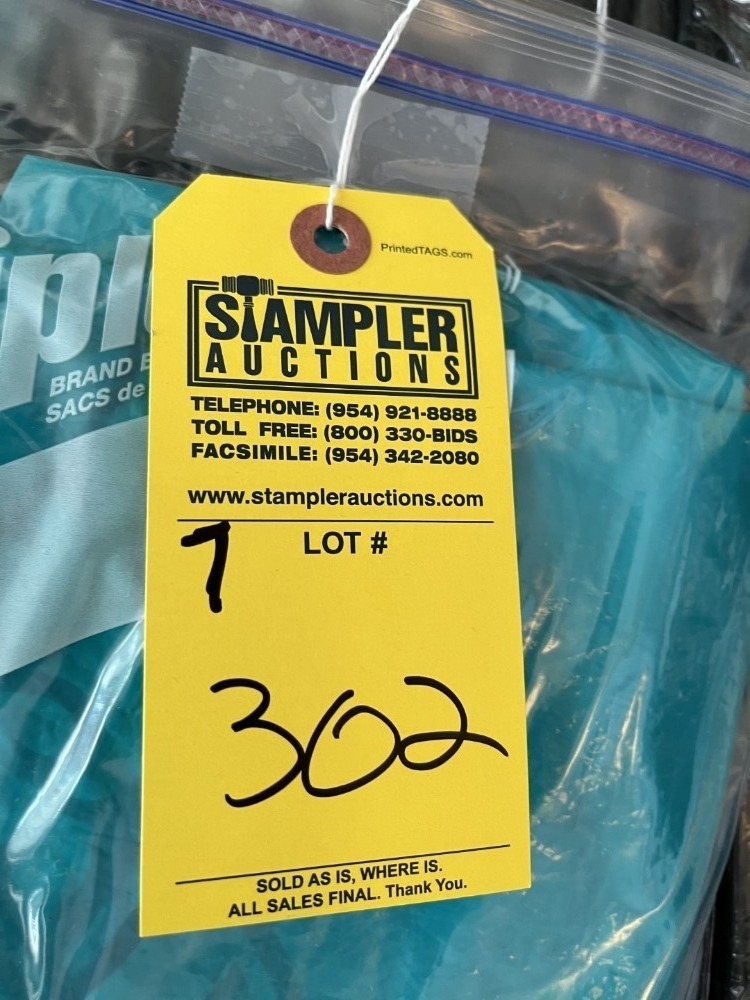 PrintedTAGS.com
STAMPLER
AUCTIONS
TELEPHONE: (954) 921-8888
TOLL FREE: (800) 330-BIDS
FACSIMILE: (954) 342-2080
www.stamplerauctions.com
7 LOT #
302
SOLD AS IS, WHERE IS.
ALL SALES FINAL. Thank You.
ipl
BRAND
SACS de